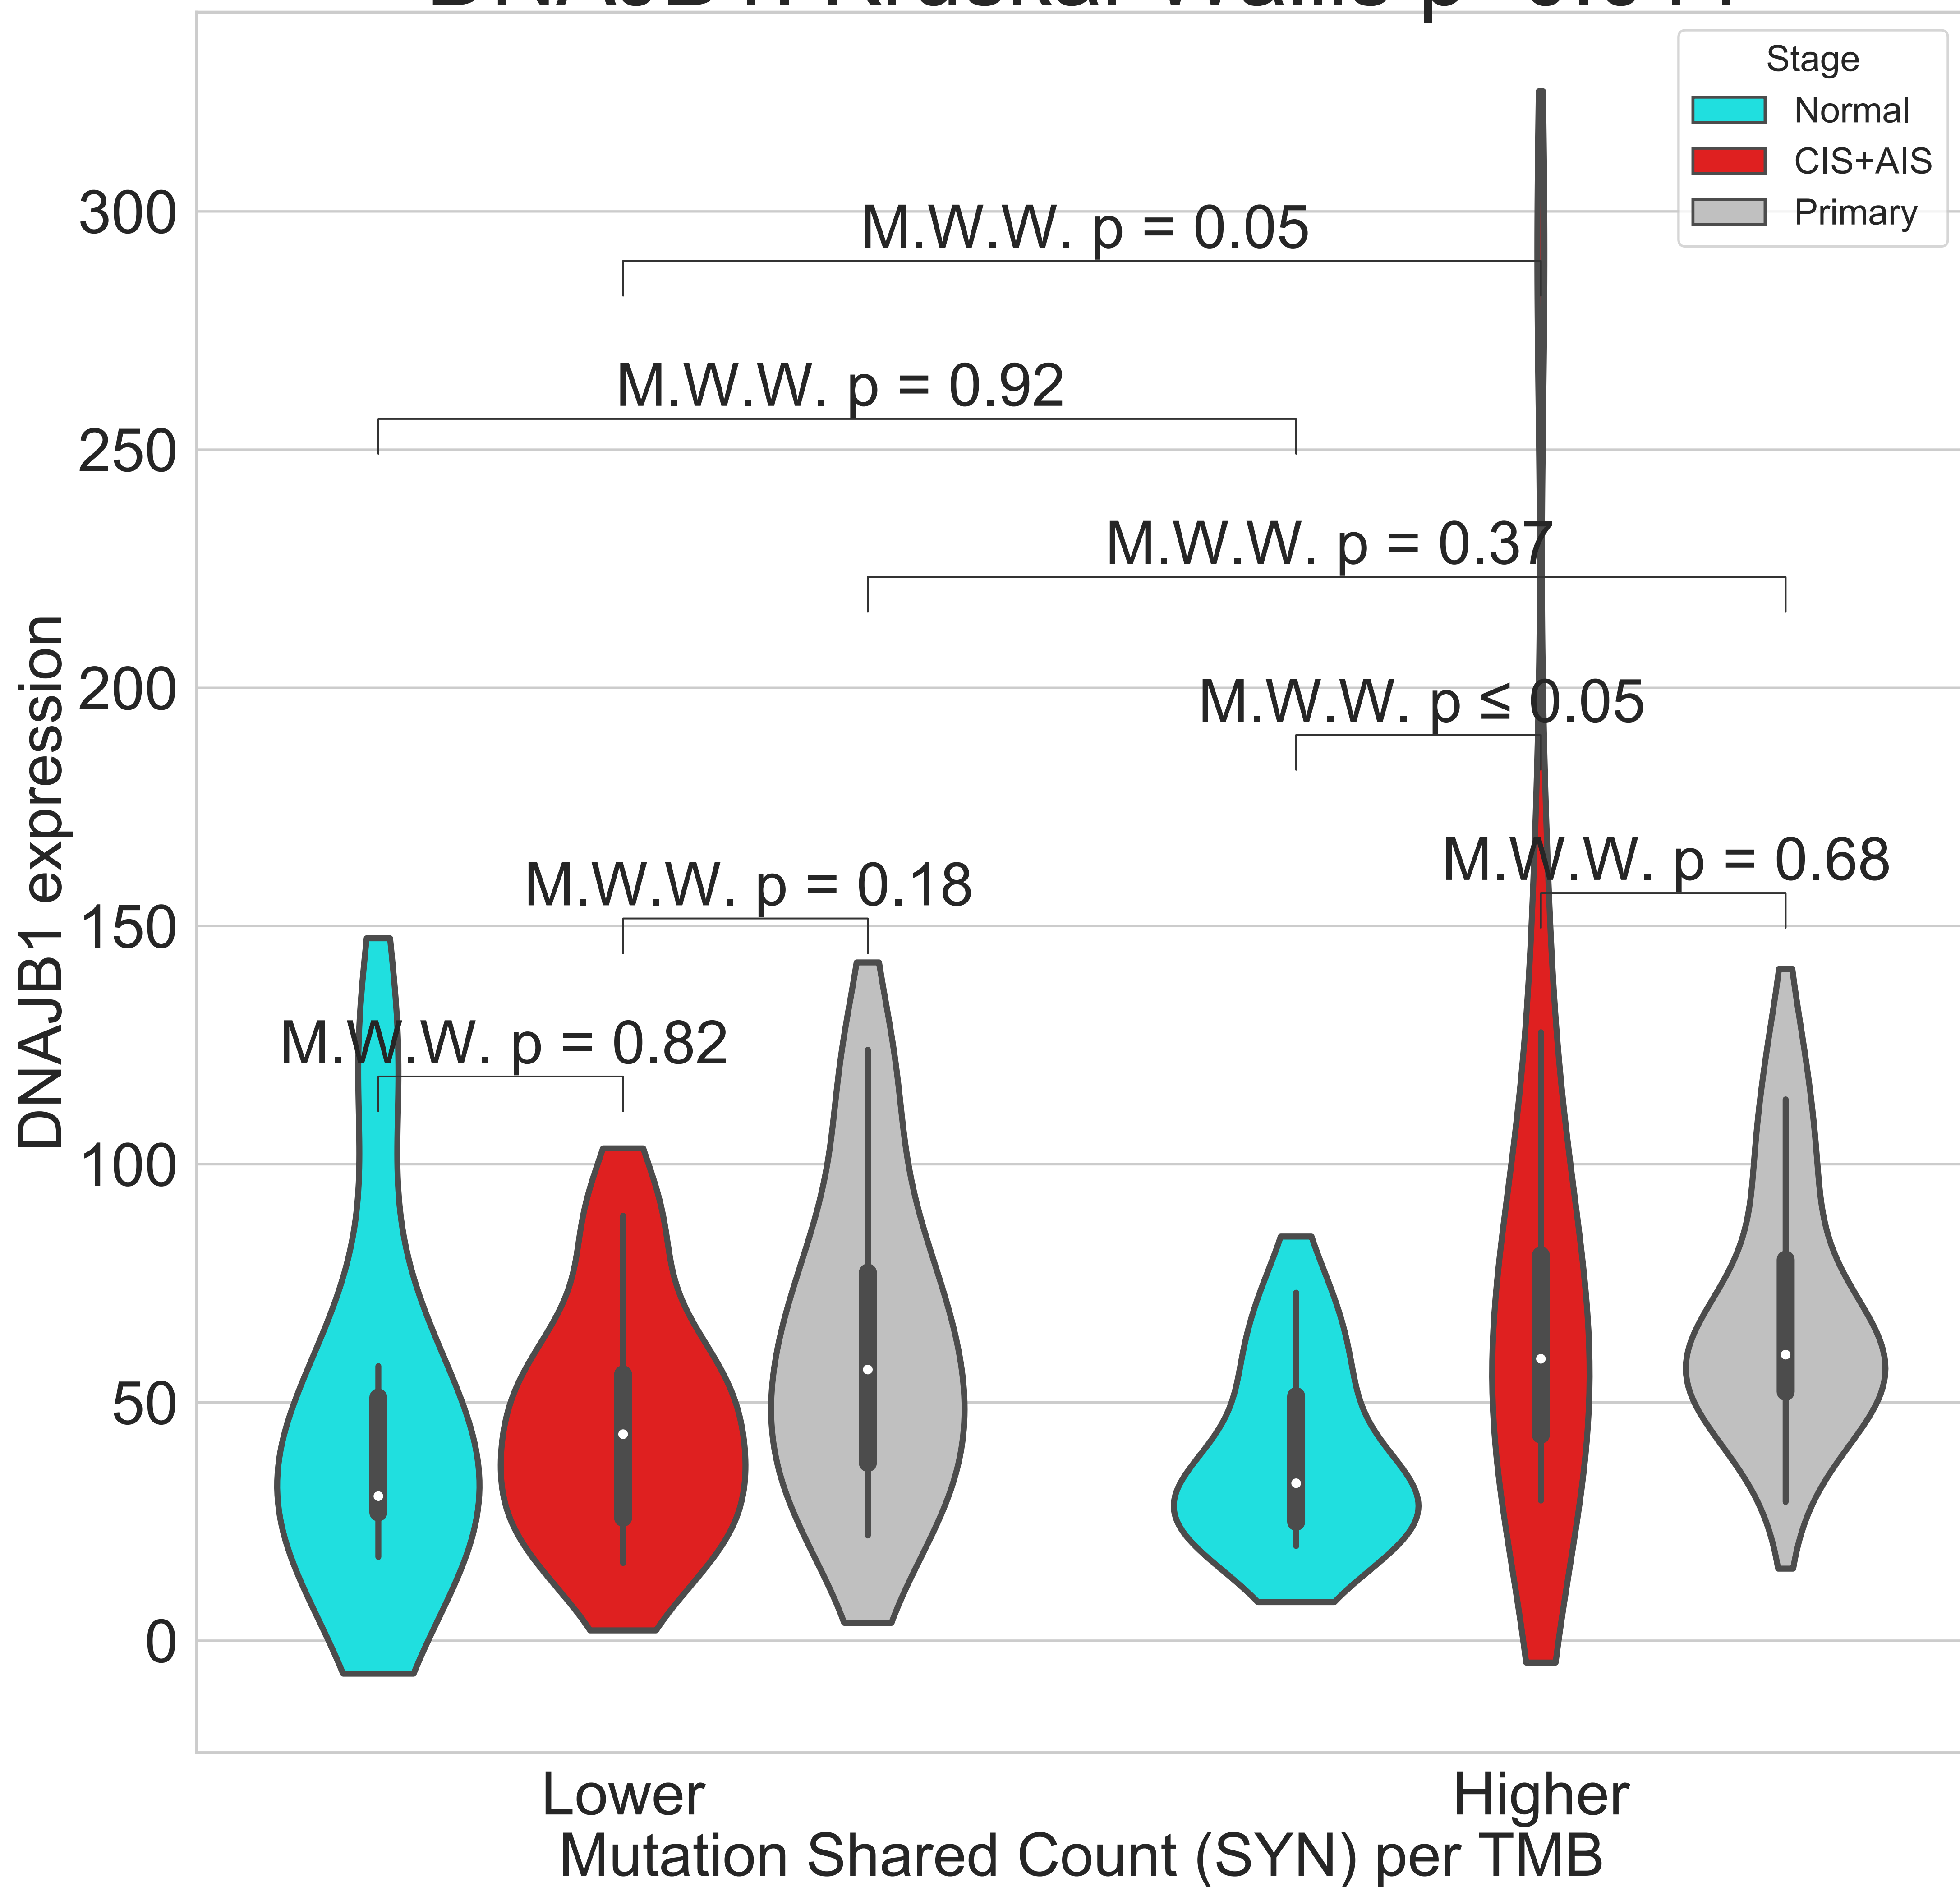 Stage
Normal
CIS+AIS
Primary
M.W.W. p = 0.05
M.W.W. p = 0.92
M.W.W. p = 0.37
M.W.W. p ≤ 0.05
M.W.W. p = 0.68
M.W.W. p = 0.18
M.W.W. p = 0.82
300
250
200
150
100
50
0
DNAJB1 expression
Lower
Higher
Mutation Shared Count (SYN) per TMB